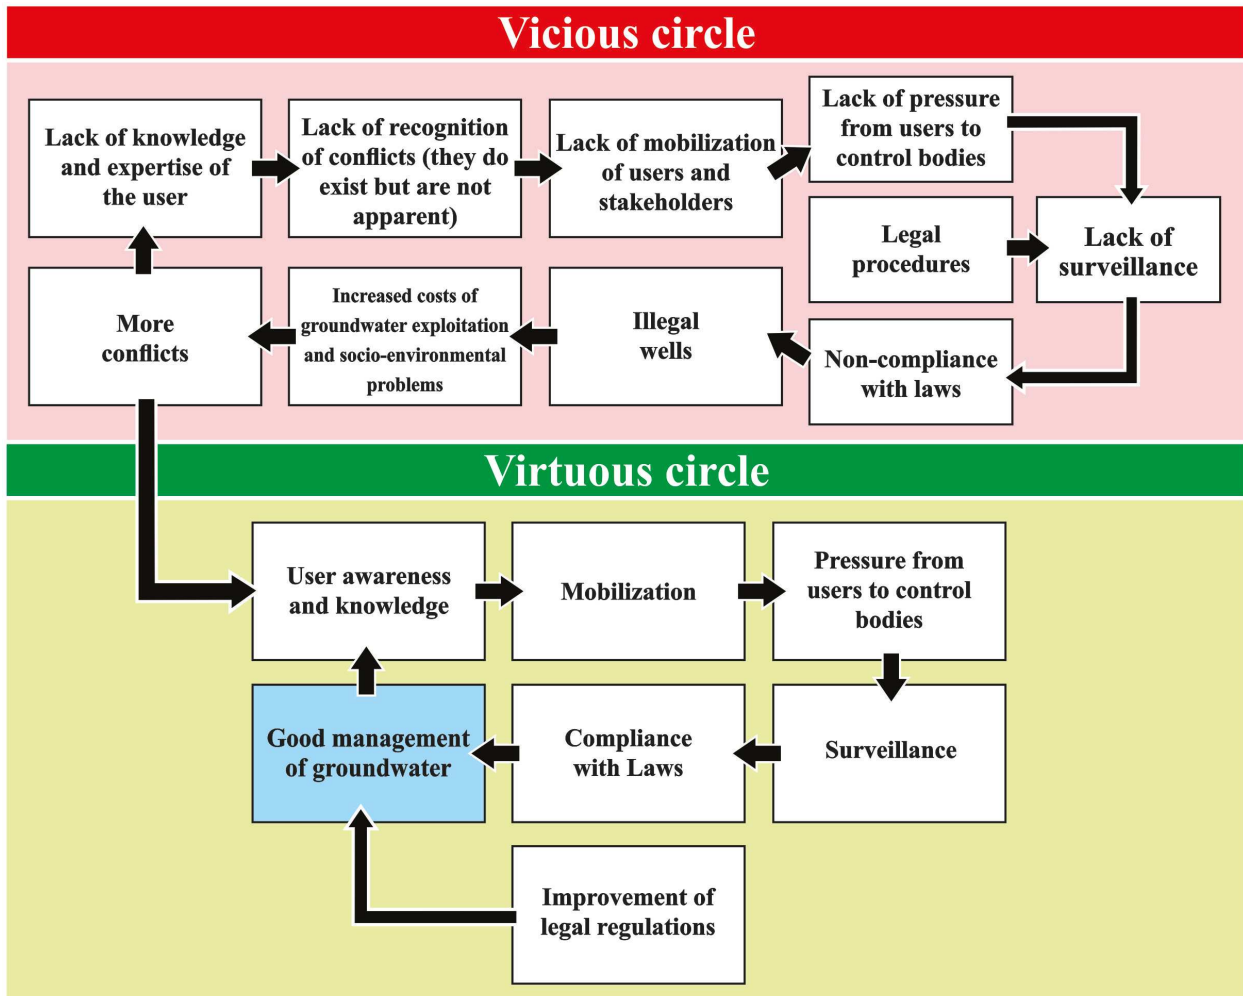 Vicious circle
Lack of knowledge
and expertise of
the user
Lack of recognition
of conflicts (they do
exist but are not
apparent)
Lack of mobilization
of users and
stakeholders
Lack of pressure
from users to
control bodies
Legal
procedures
Lack of
surveillance
More
conflicts
Increased costs of
groundwater exploitation
and socio-environmental
problems
Illegal
wells
Non-compliance
with laws
Virtuous circle
User awareness
and knowledge
Mobilization
Pressure from
users to control
bodies
Good management
of groundwater
Compliance
with Laws
Surveillance
Improvement of
legal regulations